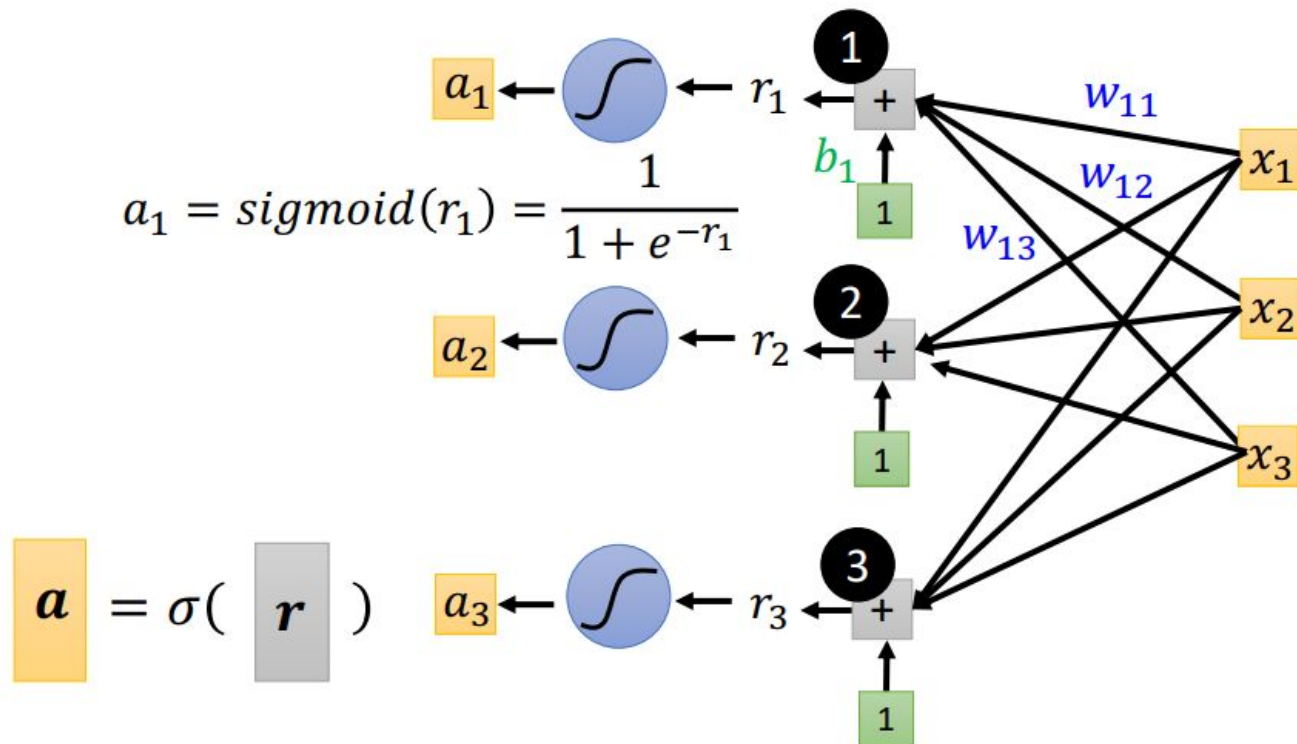 1
w₁₁
a₁ r₁ + x₁
b₁ w₁₂
1
a₁ = sigmoid(r₁) = 1 / (1 + e^{-r₁})
w₁₃
2
x₂
a₂ r₂ +
1
x₃
3
a = σ( r )
a₃ r₃ +
1